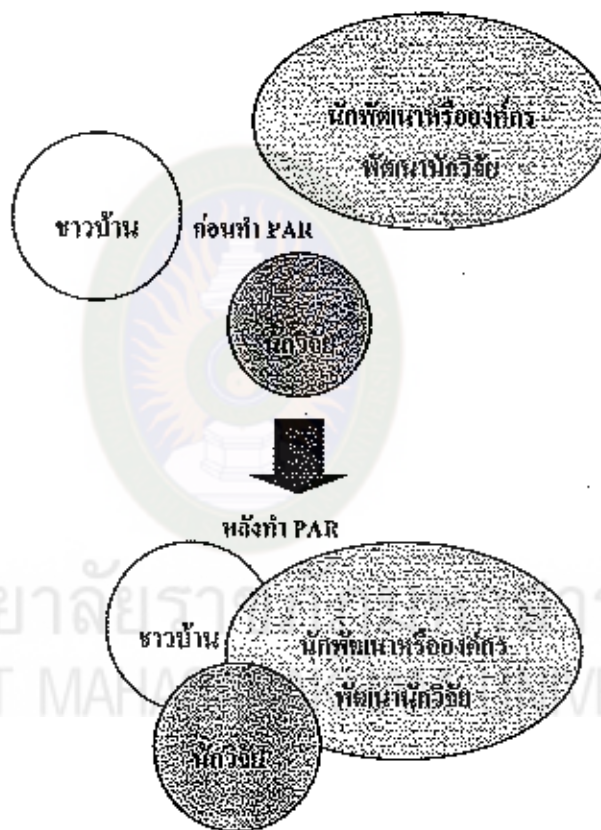 นักพัฒนาหรือองค์กร
พัฒนานักวิจัย
ชาวบ้าน
ก่อนทำ PAR
นักวิจัย
หลังทำ PAR
ชาวบ้าน
นักพัฒนาหรือองค์กร
พัฒนานักวิจัย
นักวิจัย